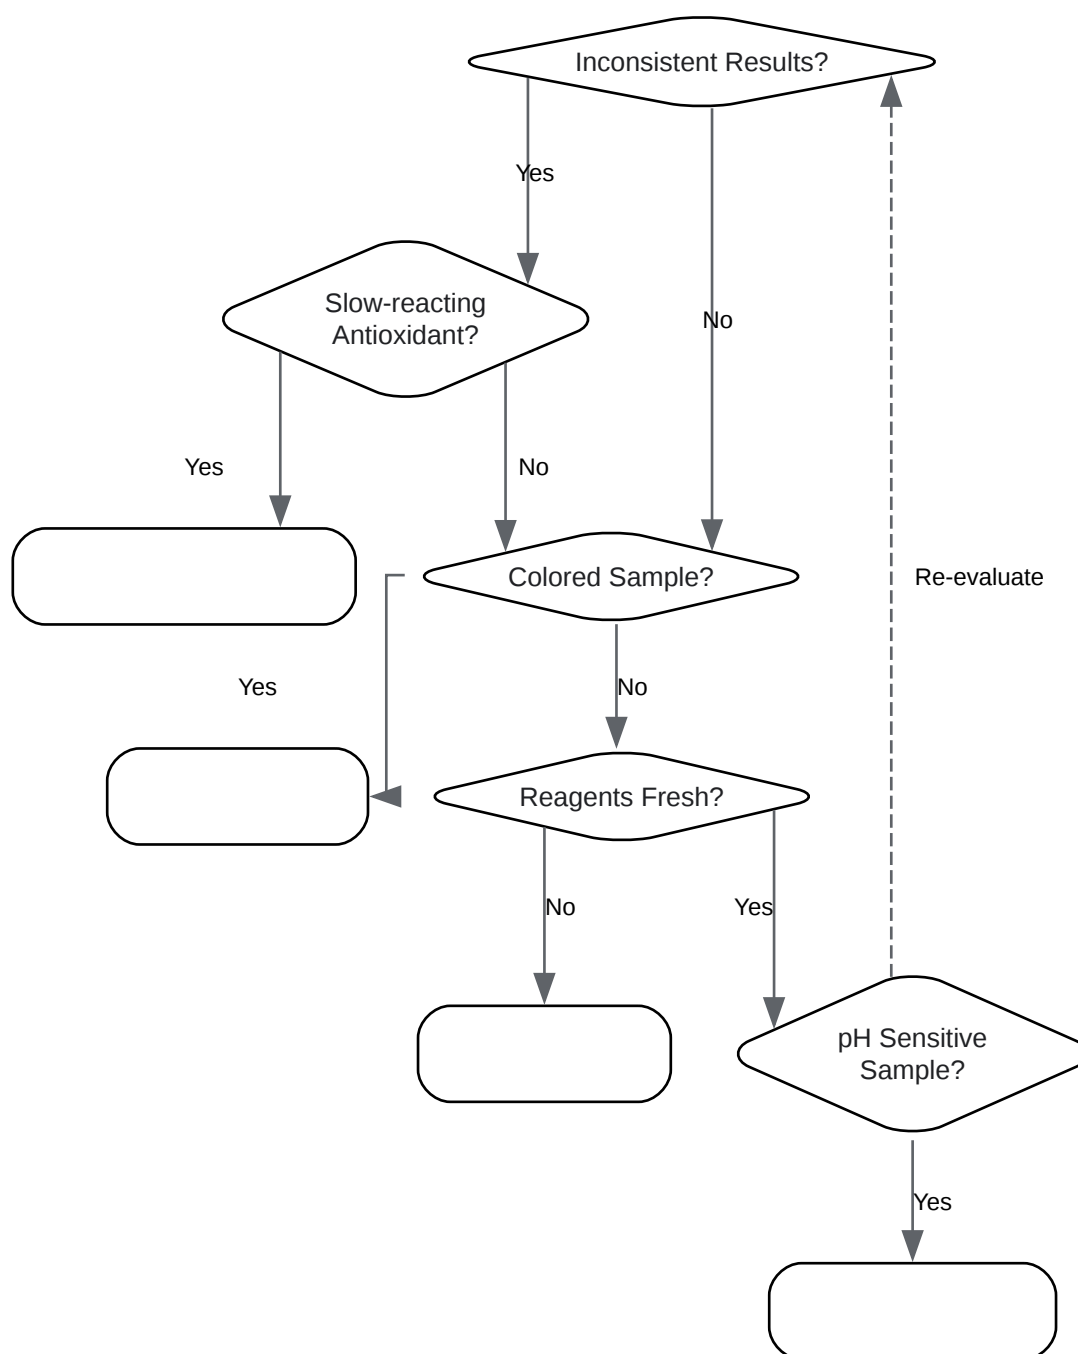 Inconsistent Results?
Yes
Slow-reacting
Antioxidant?
No
Yes
No
Colored Sample?
Re-evaluate
Yes
No
Reagents Fresh?
No
Yes
pH Sensitive
Sample?
Yes